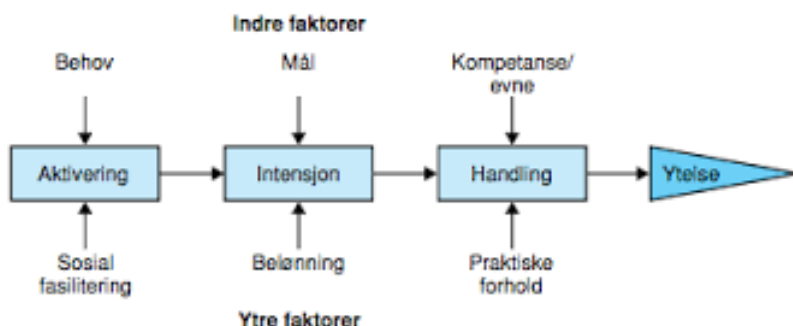 Indre faktorer
Behov
Mål
Kompetanse/
evne
Aktivering
Intensjon
Handling
Ytelse
Sosial
fasilitering
Belønning
Praktiske
forhold
Ytre faktorer